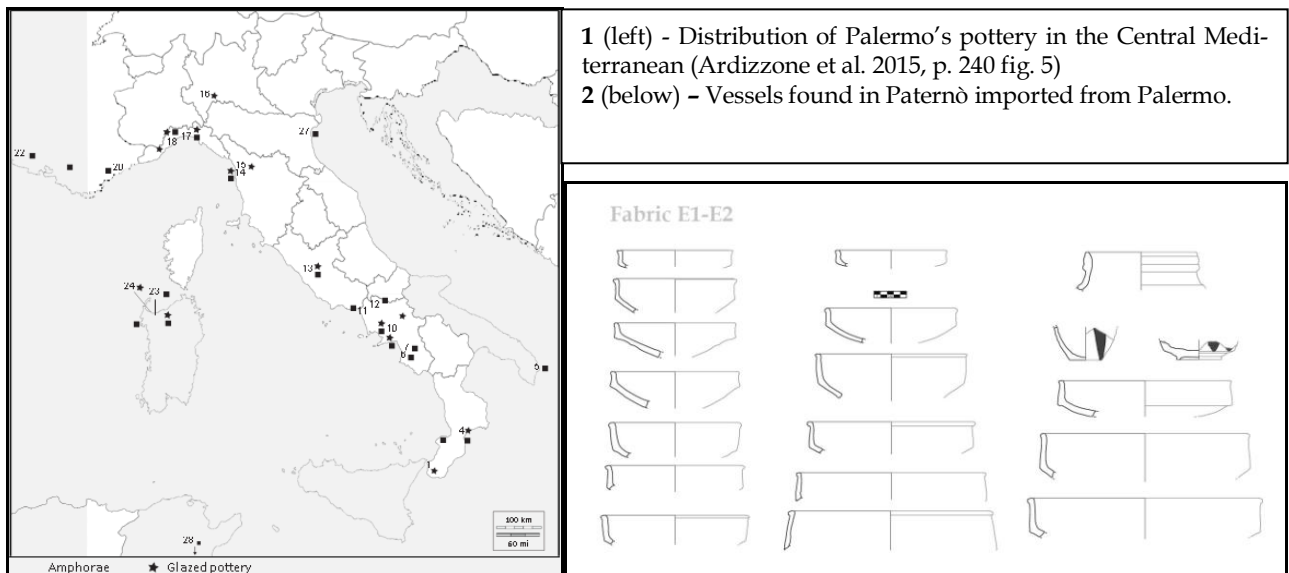 1 (left) - Distribution of Palermo's pottery in the Central Medi-
terranean (Ardizzone et al. 2015, p. 240 fig. 5)
2 (below) – Vessels found in Paternò imported from Palermo.
16
27
17
18
22
20
15
14
13
24
23
12
11
10
7
6
5
4
1
28
100 km
60 mi
Amphorae
Glazed pottery
Fabric E1-E2